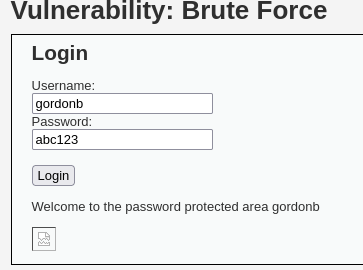 Vulnerability: Brute Force
Login
Username:
gordonb
Password:
abc123
Login
Welcome to the password protected area gordonb